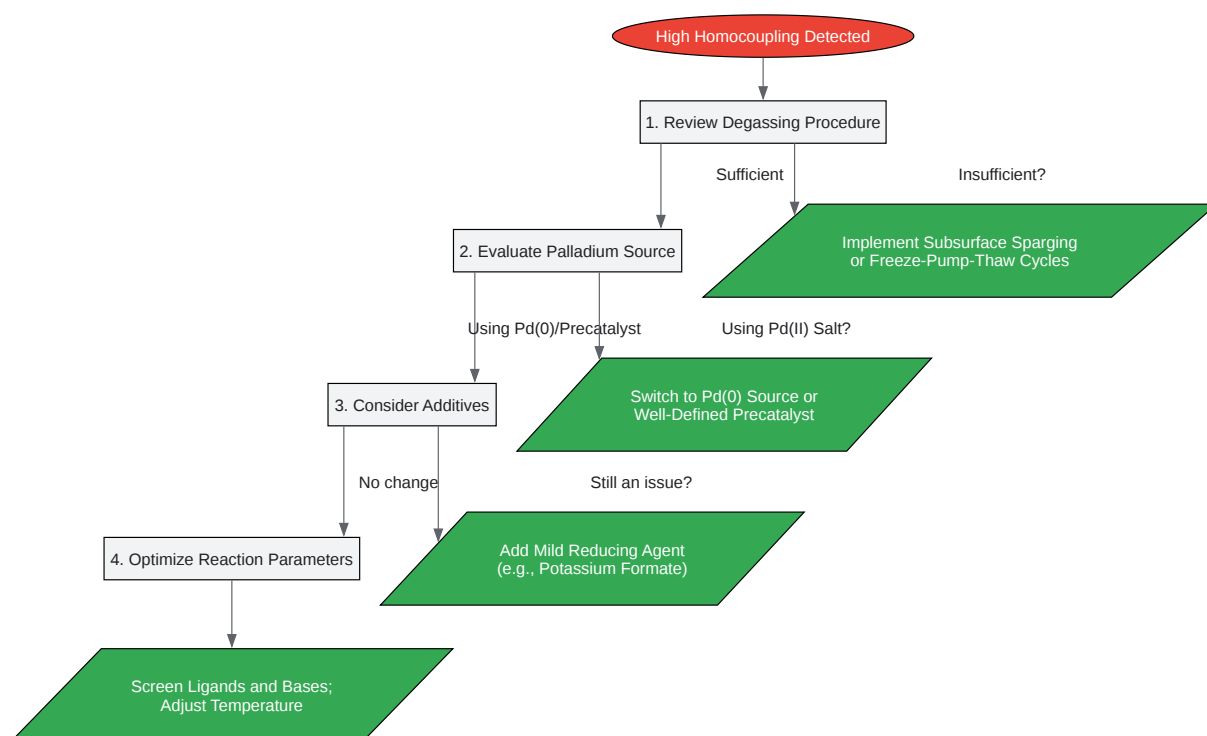 High Homocoupling Detected
1. Review Degassing Procedure
Sufficient
Insufficient?
2. Evaluate Palladium Source
Implement Subsurface Sparging
or Freeze-Pump-Thaw Cycles
Using Pd(0)/Precatalyst
Using Pd(II) Salt?
3. Consider Additives
Switch to Pd(0) Source or
Well-Defined Precatalyst
No change
Still an issue?
4. Optimize Reaction Parameters
Add Mild Reducing Agent
(e.g., Potassium Formate)
Screen Ligands and Bases;
Adjust Temperature